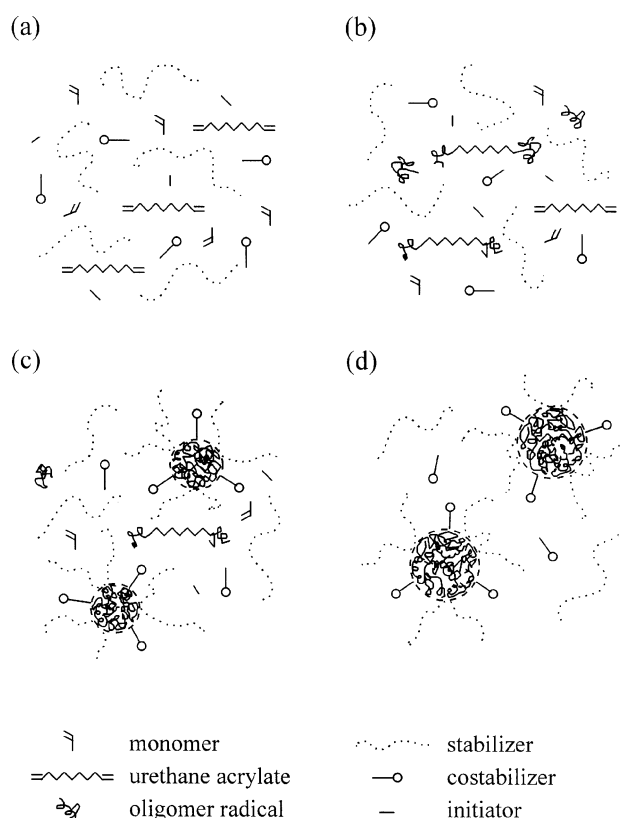 (a) (b)
(c) (d)
monomer stabilizer
urethane acrylate costabilizer
oligomer radical initiator